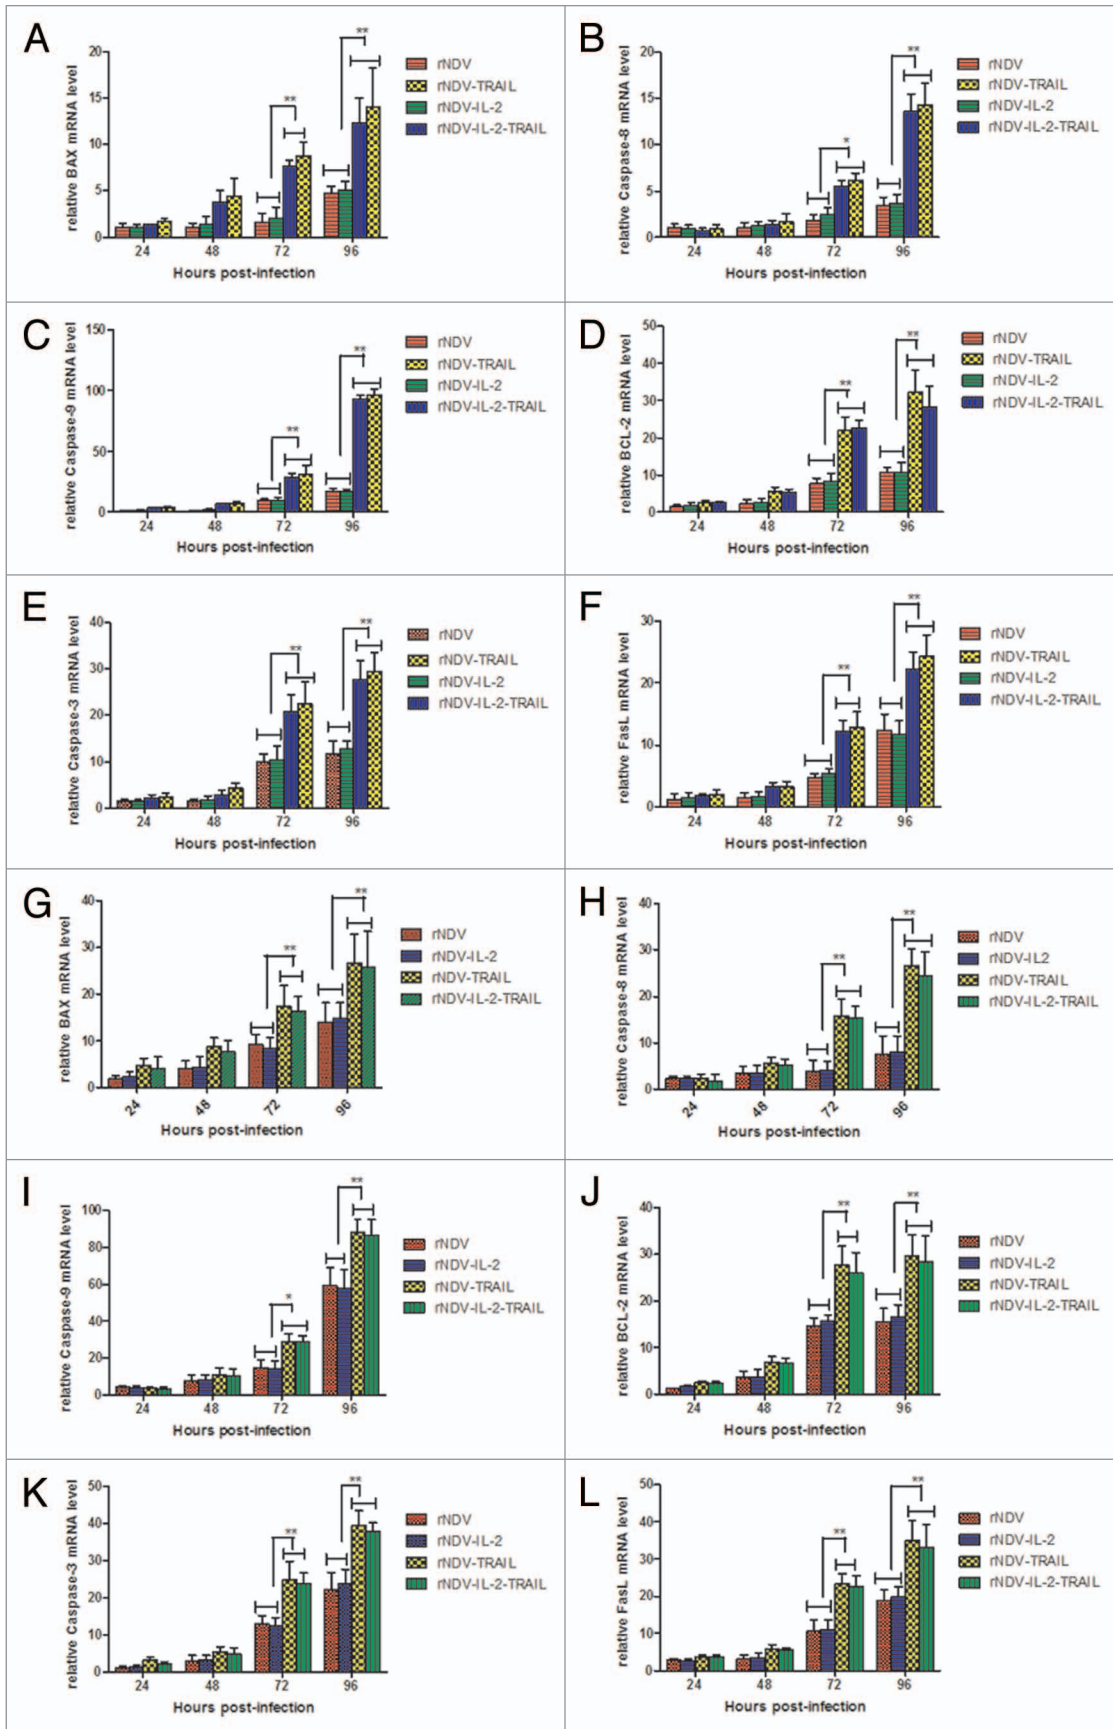 A
relative BAX mRNA level
20
15
10
5
0
**
**
24 48 72 96
Hours post-infection
rNDV
rNDV-TRAIL
rNDV-IL-2
rNDV-IL-2-TRAIL
B
relative Caspase-8 mRNA level
20
15
10
5
0
*
**
24 48 72 96
Hours post-infection
rNDV
rNDV-TRAIL
rNDV-IL-2
rNDV-IL-2-TRAIL
C
relative Caspase-9 mRNA level
150
100
50
0
**
**
24 48 72 96
Hours post-infection
rNDV
rNDV-TRAIL
rNDV-IL-2
rNDV-IL-2-TRAIL
D
relative BCL-2 mRNA level
50
40
30
20
10
0
**
**
24 48 72 96
Hours post-infection
rNDV
rNDV-TRAIL
rNDV-IL-2
rNDV-IL-2-TRAIL
E
relative Caspase-3 mRNA level
40
30
20
10
0
**
**
24 48 72 96
Hours post-infection
rNDV
rNDV-TRAIL
rNDV-IL-2
rNDV-IL-2-TRAIL
F
relative FasL mRNA level
30
20
10
0
**
**
24 48 72 96
Hours post-infection
rNDV
rNDV-TRAIL
rNDV-IL-2
rNDV-IL-2-TRAIL
G
relative BAX mRNA level
40
30
20
10
0
**
**
24 48 72 96
Hours post-infection
rNDV
rNDV-IL-2
rNDV-TRAIL
rNDV-IL-2-TRAIL
H
relative Caspase-8 mRNA level
40
30
20
10
0
**
**
24 48 72 96
Hours post-infection
rNDV
rNDV-IL2
rNDV-TRAIL
rNDV-IL-2-TRAIL
I
relative Caspase-9 mRNA level
100
80
60
40
20
0
*
**
24 48 72 96
Hours post-infection
rNDV
rNDV-IL-2
rNDV-TRAIL
rNDV-IL-2-TRAIL
J
relative BCL-2 mRNA level
40
30
20
10
0
**
**
24 48 72 96
Hours post-infection
rNDV
rNDV-IL-2
rNDV-TRAIL
rNDV-IL-2-TRAIL
K
relative Caspase-3 mRNA level
50
40
30
20
10
0
**
**
24 48 72 96
Hours post-infection
rNDV
rNDV-IL-2
rNDV-TRAIL
rNDV-IL-2-TRAIL
L
relative FasL mRNA level
50
40
30
20
10
0
**
**
24 48 72 96
Hours post-infection
rNDV
rNDV-IL-2
rNDV-TRAIL
rNDV-IL-2-TRAIL